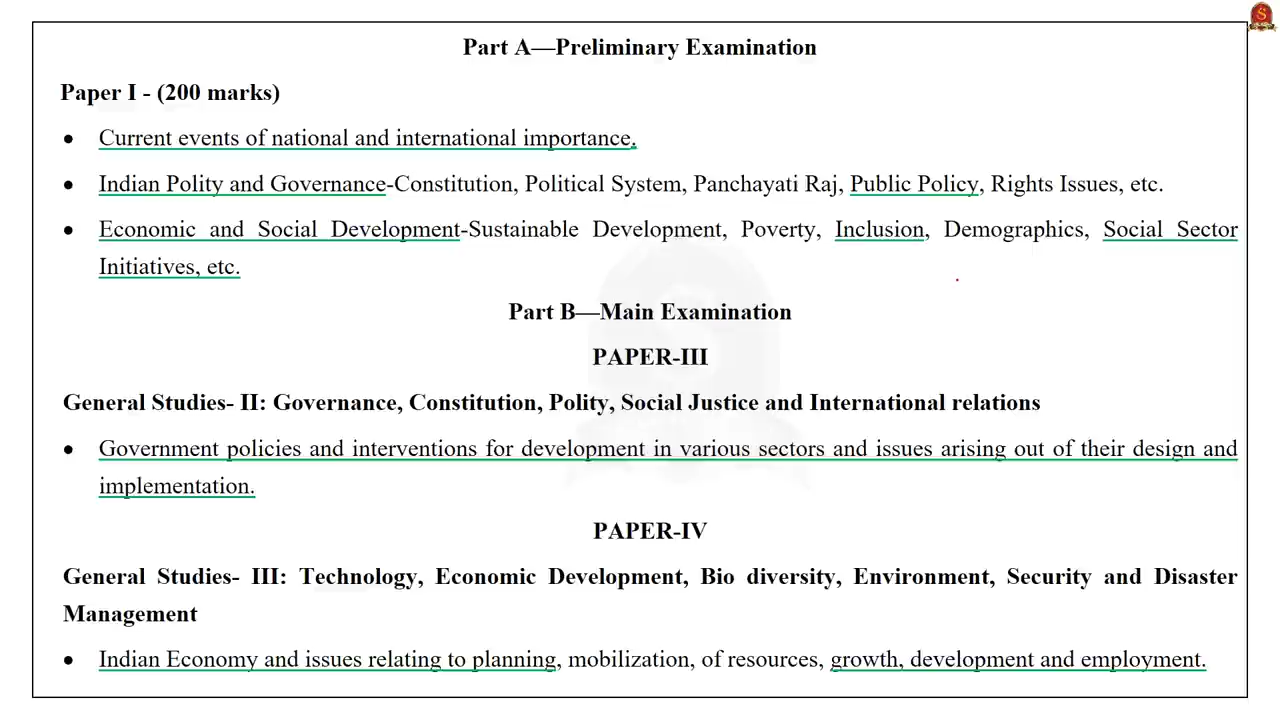 Part A—Preliminary Examination
Paper I - (200 marks)
• Current events of national and international importance.
• Indian Polity and Governance-Constitution, Political System, Panchayati Raj, Public Policy, Rights Issues, etc.
• Economic and Social Development-Sustainable Development, Poverty, Inclusion, Demographics, Social Sector
Initiatives, etc.
Part B—Main Examination
PAPER-III
General Studies- II: Governance, Constitution, Polity, Social Justice and International relations
• Government policies and interventions for development in various sectors and issues arising out of their design and
implementation.
PAPER-IV
General Studies- III: Technology, Economic Development, Bio diversity, Environment, Security and Disaster
Management
• Indian Economy and issues relating to planning, mobilization, of resources, growth, development and employment.